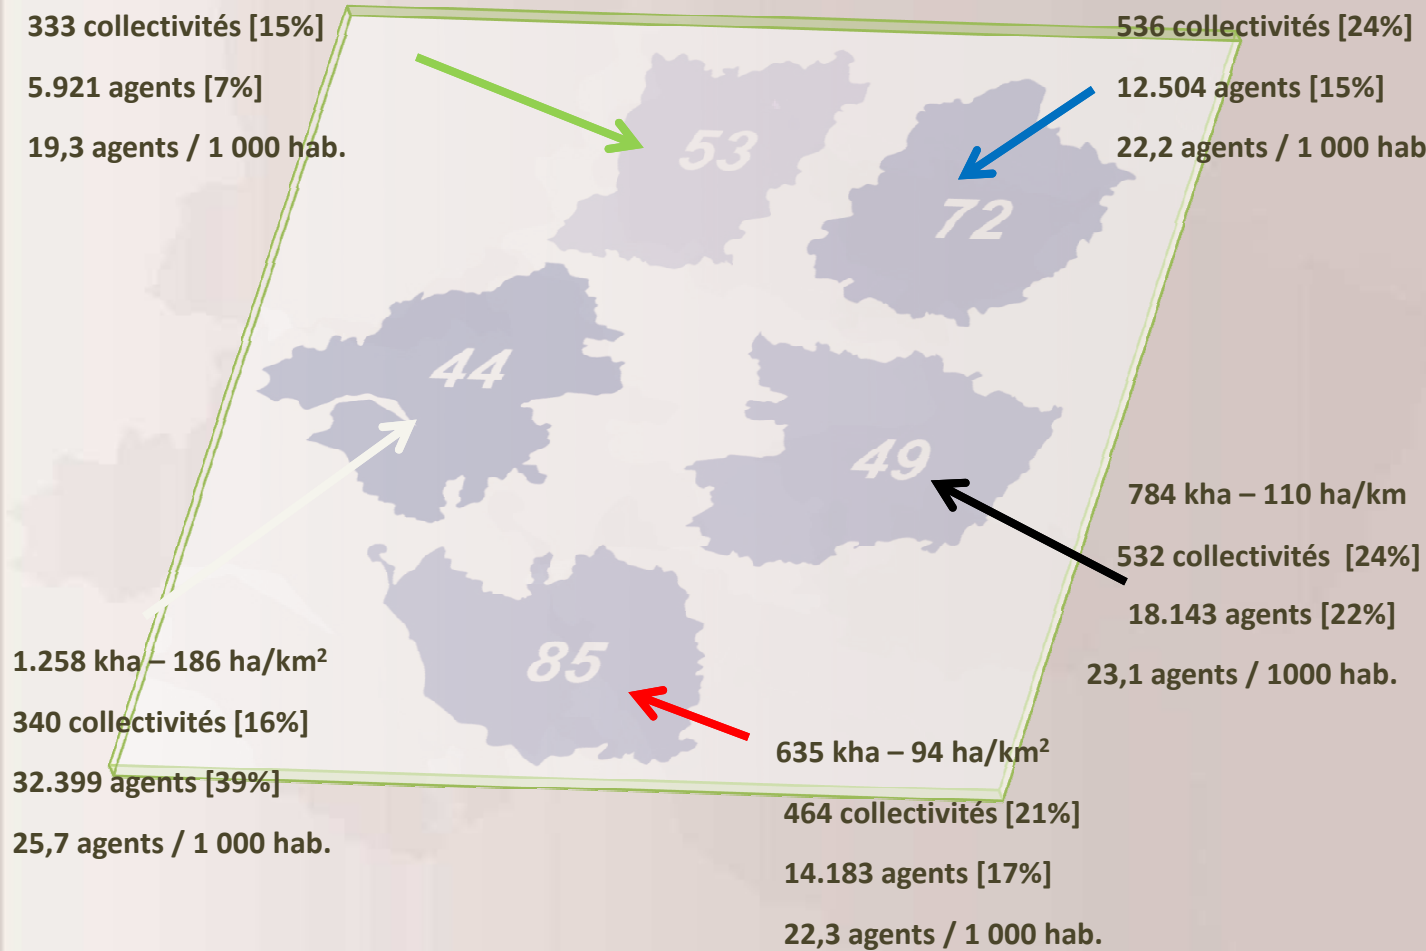 333 collectivités [15%]
5.921 agents [7%]
19,3 agents / 1 000 hab.
536 collectivités [24%]
12.504 agents [15%]
22,2 agents / 1 000 hab
53
72
44
49
85
784 kha – 110 ha/km
532 collectivités [24%]
18.143 agents [22%]
23,1 agents / 1000 hab.
1.258 kha – 186 ha/km²
340 collectivités [16%]
32.399 agents [39%]
25,7 agents / 1 000 hab.
635 kha – 94 ha/km²
464 collectivités [21%]
14.183 agents [17%]
22,3 agents / 1 000 hab.